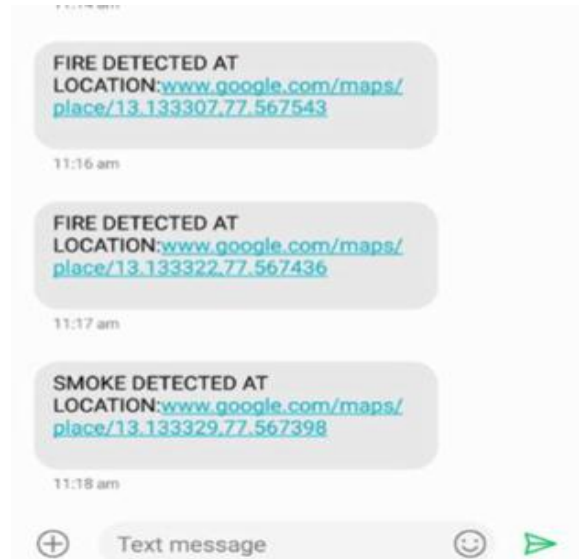 FIRE DETECTED AT
LOCATION:www.google.com/maps/
place/13.133307,77.567543
11:16 am
FIRE DETECTED AT
LOCATION:www.google.com/maps/
place/13.133322,77.567436
11:17 am
SMOKE DETECTED AT
LOCATION:www.google.com/maps/
place/13.133329,77.567398
11:18 am
Text message